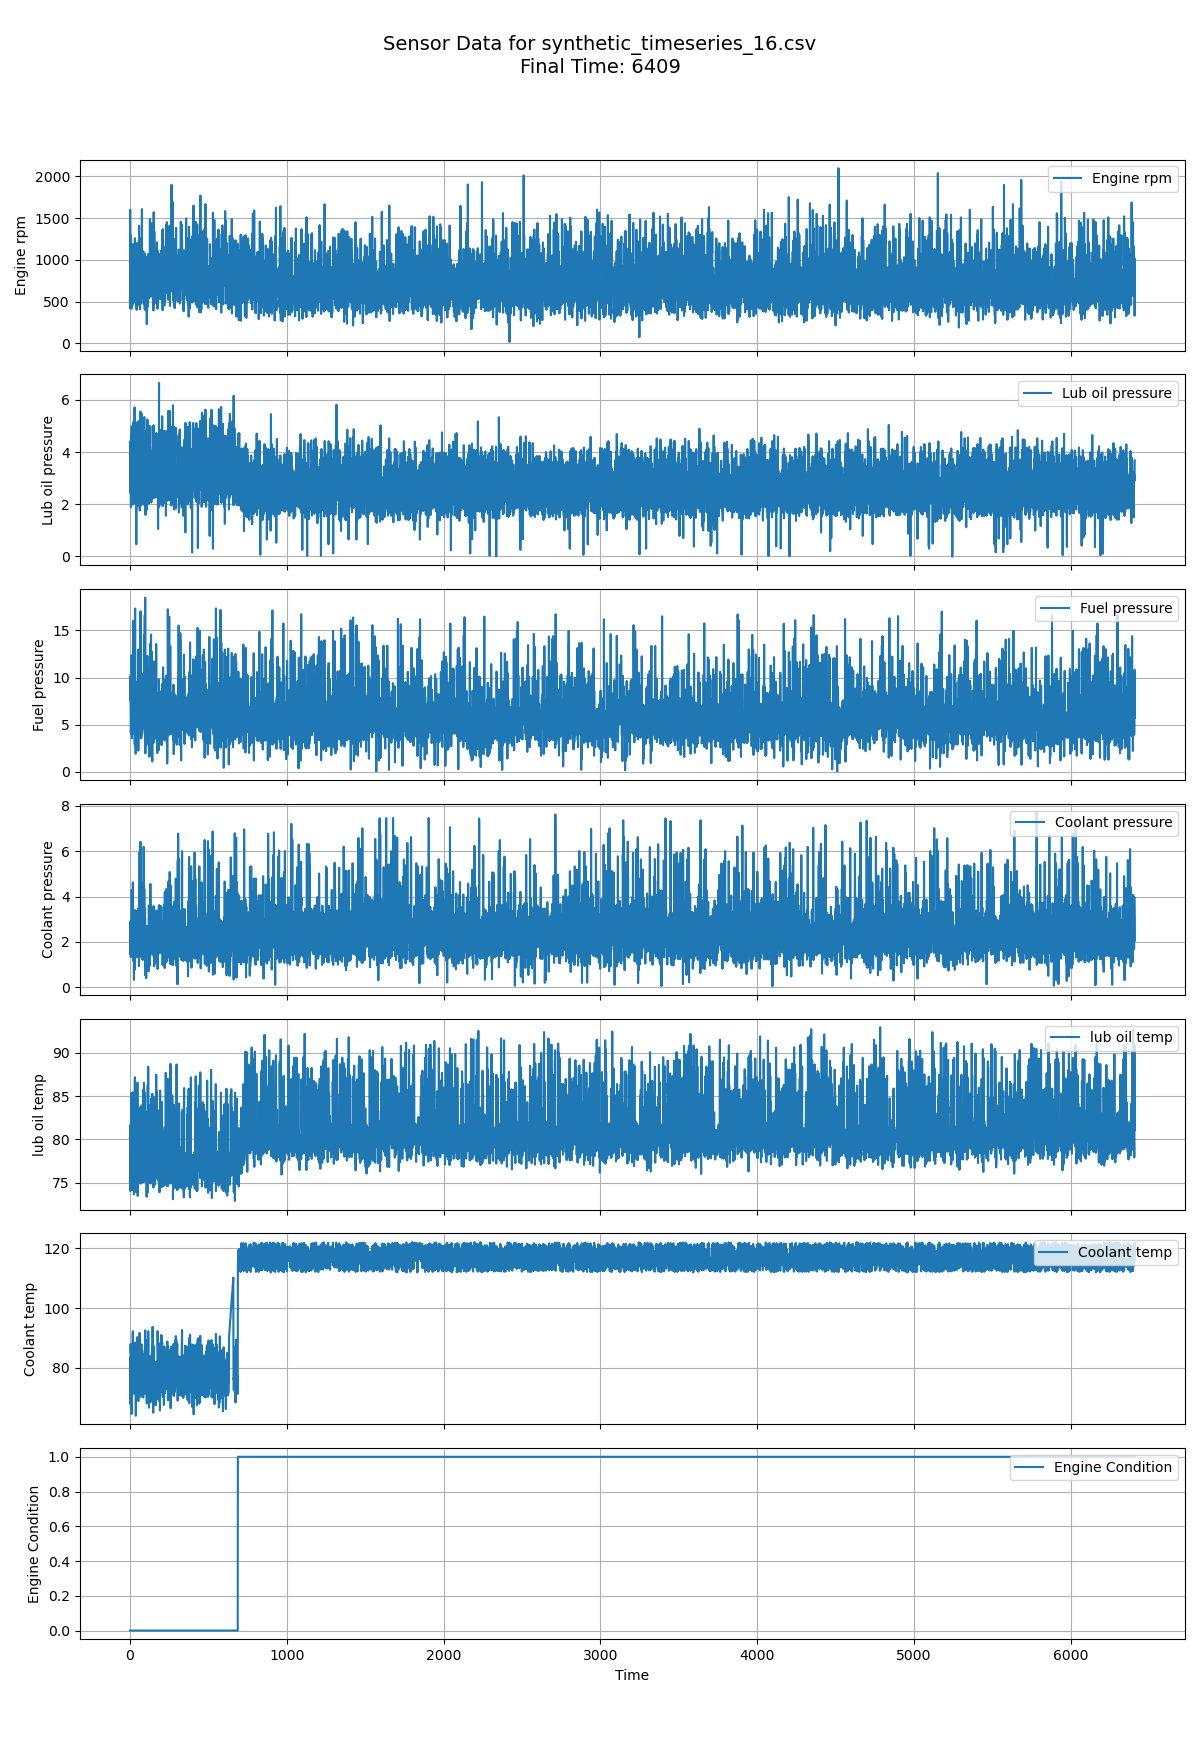 Sensor Data for synthetic_timeseries_16.csv
Final Time: 6409
2000
1500
1000
500
0
Engine rpm
Engine rpm
6
4
2
0
Lub oil pressure
Lub oil pressure
15
10
5
0
Fuel pressure
Fuel pressure
8
6
4
2
0
Coolant pressure
Coolant pressure
90
85
80
75
lub oil temp
lub oil temp
120
100
80
Coolant temp
Coolant temp
1.0
0.8
0.6
0.4
0.2
0.0
Engine Condition
Engine Condition
0 1000 2000 3000 4000 5000 6000
Time